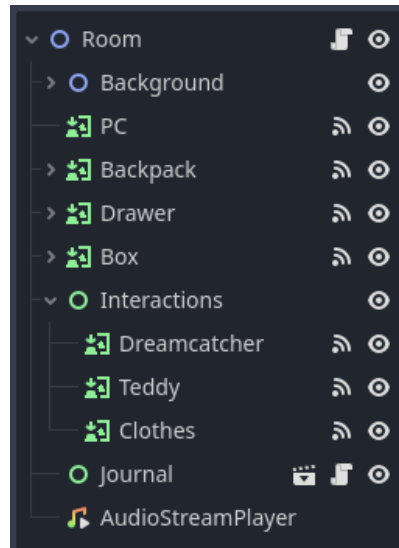 Room
Background
PC
Backpack
Drawer
Box
Interactions
Dreamcatcher
Teddy
Clothes
Journal
AudioStreamPlayer